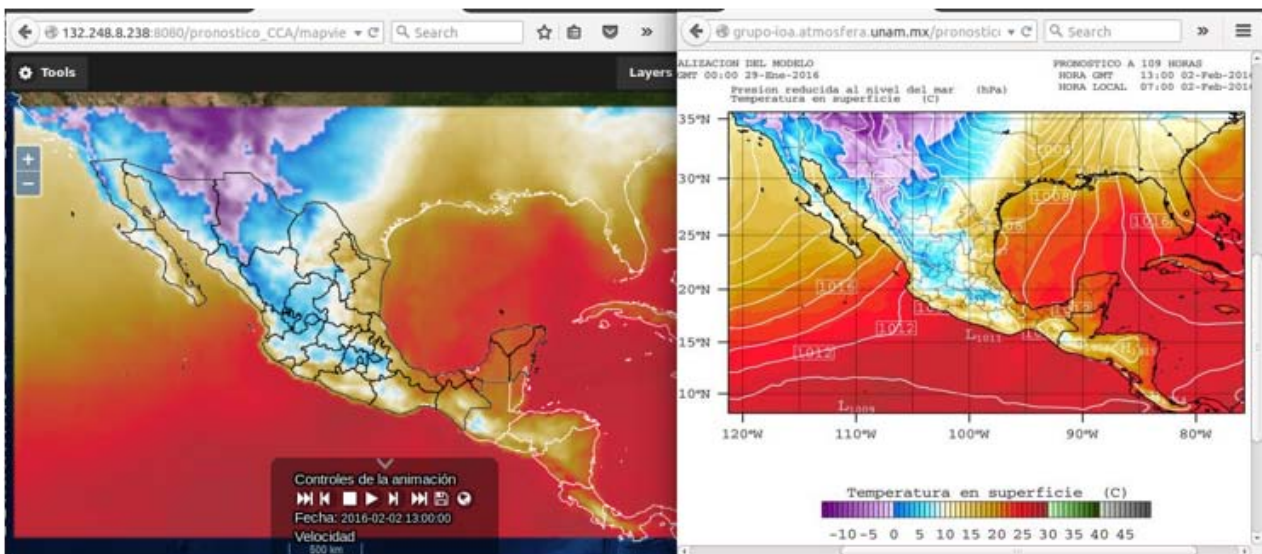 132.248.8.238:8080/pronostico_CCA/mapvie
Search
Tools
Layers
+
−
Controles de la animación
Fecha: 2016-02-02 13:00:00
Velocidad
500 km
grupo-ioa.atmosfera.unam.mx/pronostic
Search
ALIZACION DEL MODELO
GMT 00:00 29-Ene-2016
PRONOSTICO A 109 HORAS
HORA GMT 13:00 02-Feb-201
HORA LOCAL 07:00 02-Feb-201
Presion reducida al nivel del mar (hPa)
Temperatura en superficie (C)
35°N
30°N
25°N
20°N
15°N
10°N
1004
1008
1016
1016
1012
1012
L1011
L1009
120°W 110°W 100°W 90°W 80°W
Temperatura en superficie (C)
-10 -5 0 5 10 15 20 25 30 35 40 45